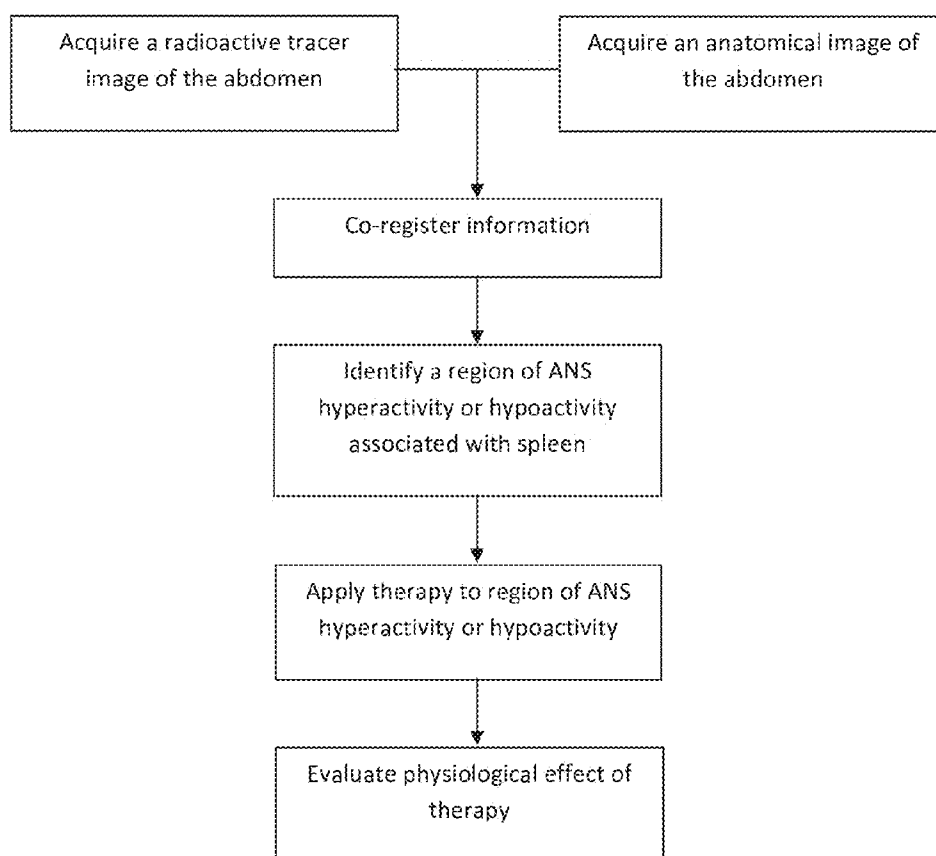 Acquire a radioactive tracer
image of the abdomen
Acquire an anatomical image of
the abdomen
Co-register information
Identify a region of ANS
hyperactivity or hypoactivity
associated with spleen
Apply therapy to region of ANS
hyperactivity or hypoactivity
Evaluate physiological effect of
therapy